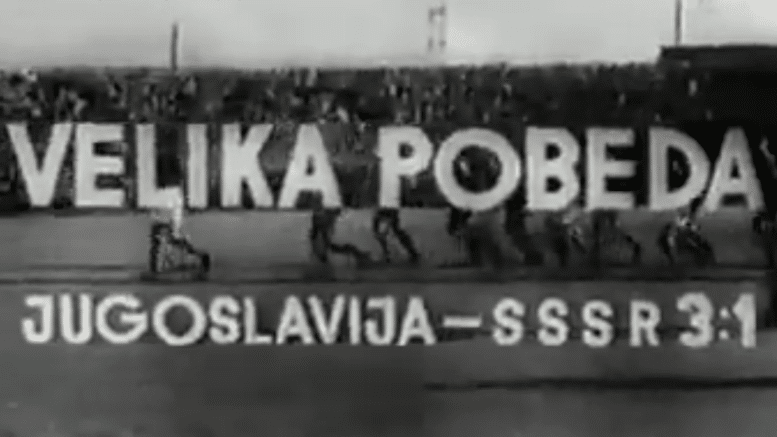 VELIKA POBEDA
JUGOSLAVIJA – SSSR 3:1